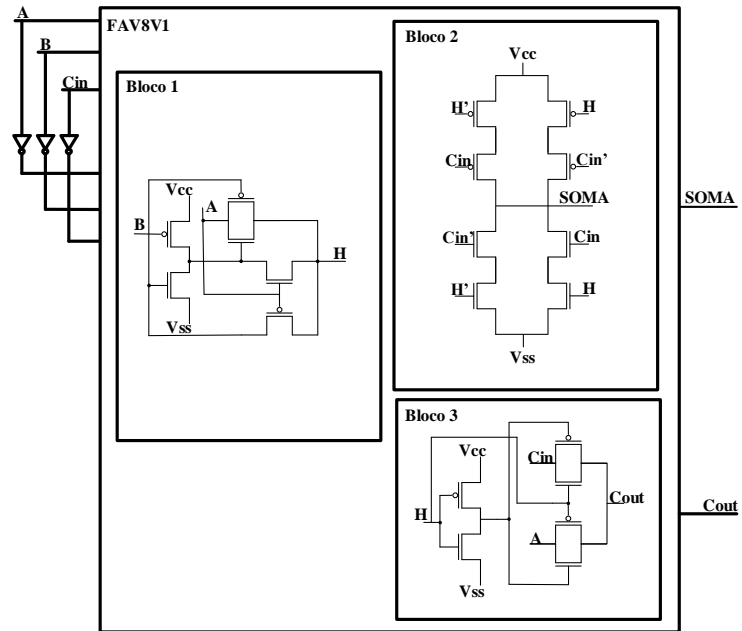 A
FAV8V1
B
Cin
Bloco 1
Vcc
A
B
H
Vss
Bloco 2
Vcc
H'
H
Cin
Cin'
SOMA
Cin'
Cin
H'
H
Vss
SOMA
Bloco 3
Vcc
Cin
Cout
H
A
Vss
Cout